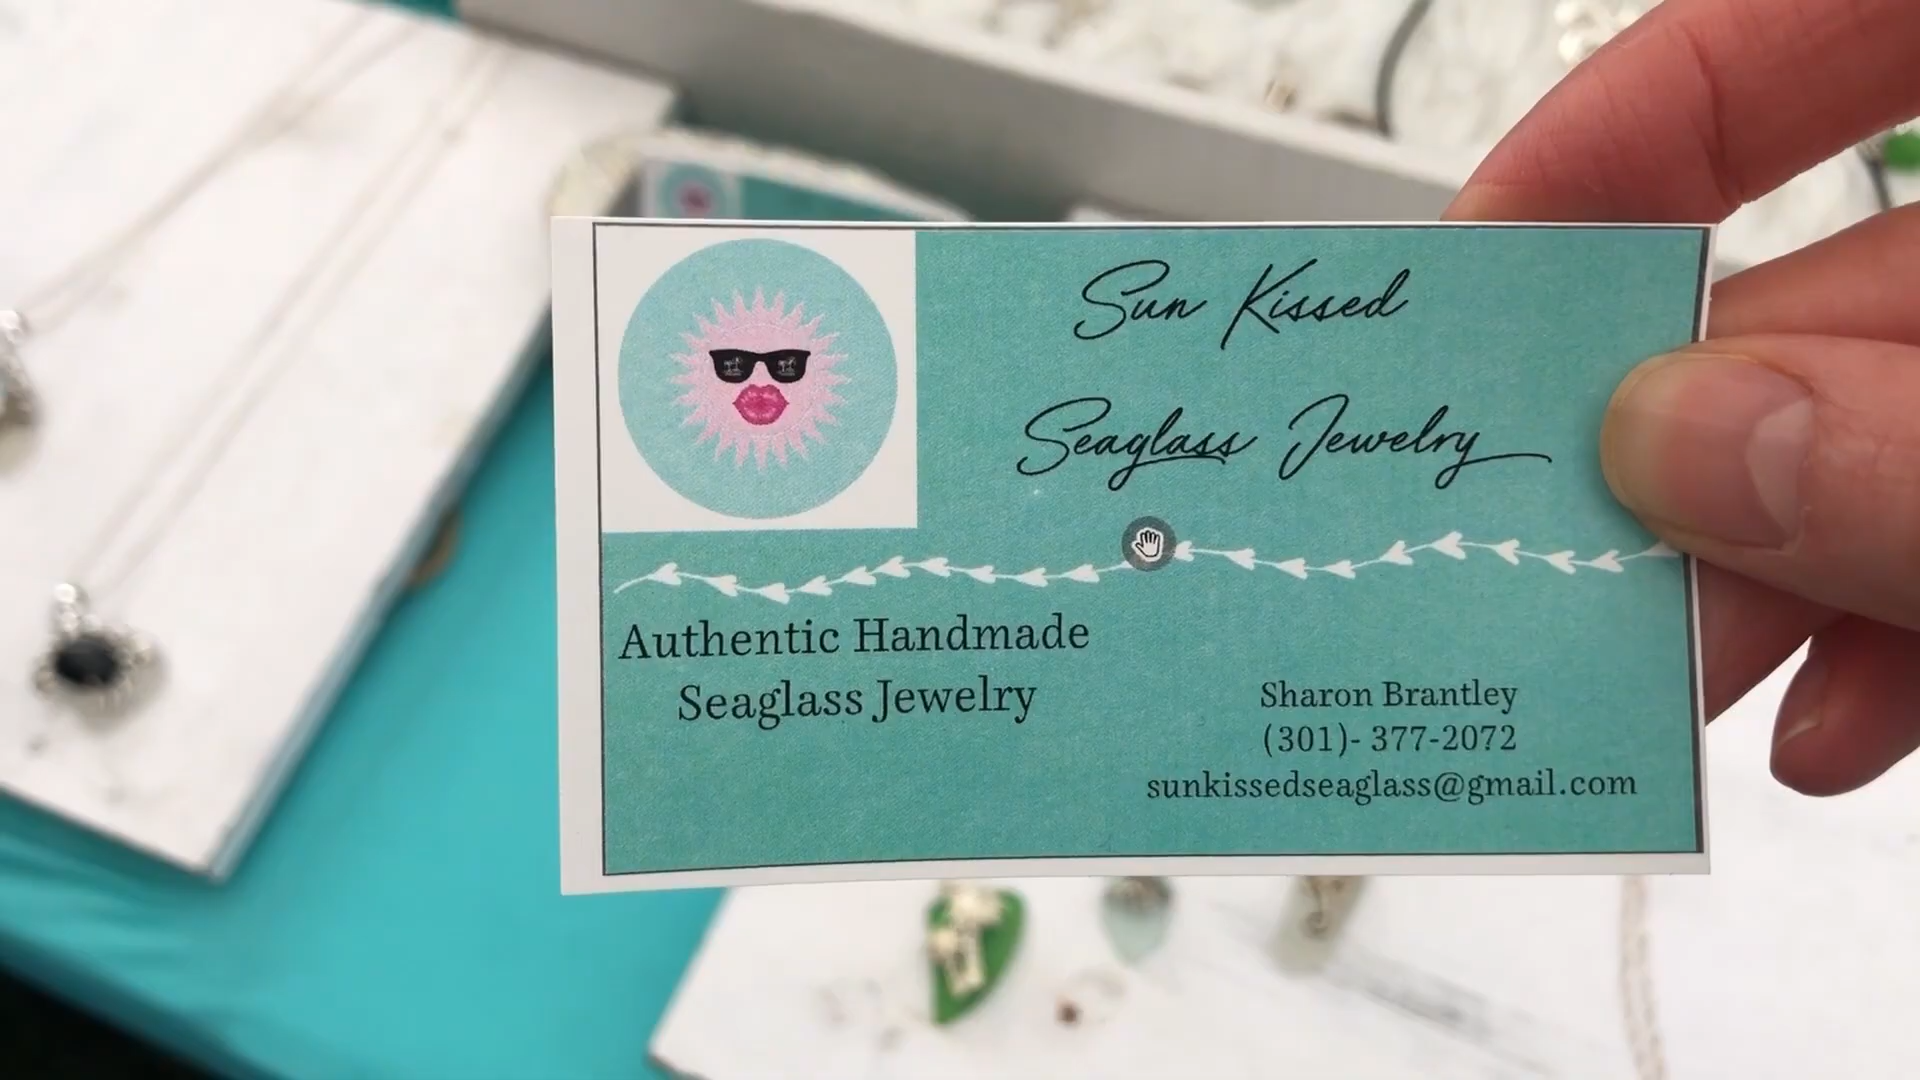 Sun Kissed
Seaglass Jewelry
Authentic Handmade
Seaglass Jewelry
Sharon Brantley
(301)- 377-2072
sunkissedseaglass@gmail.com